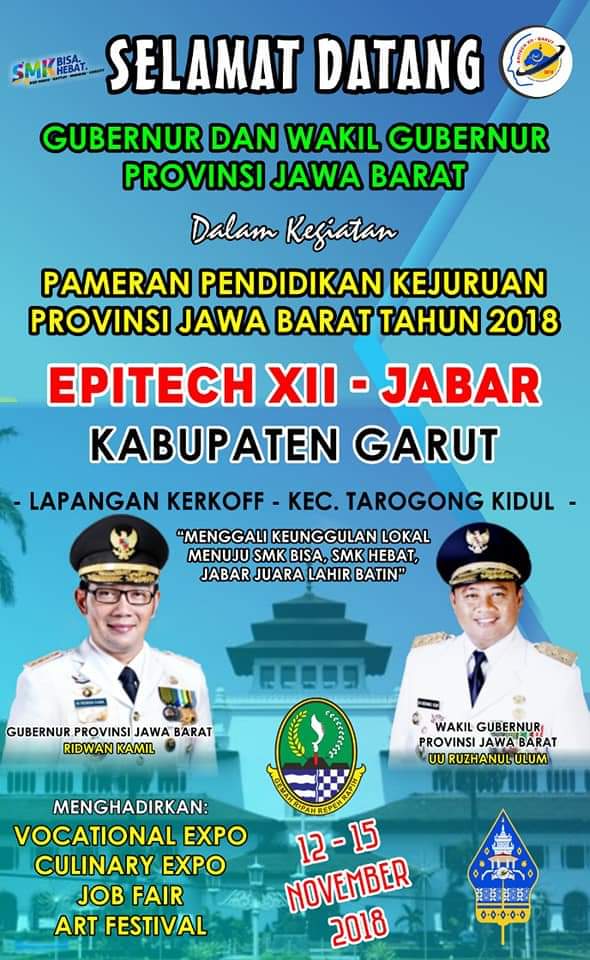 SMK BISA.
HEBAT.
SELAMAT DATANG
GUBERNUR DAN WAKIL GUBERNUR
PROVINSI JAWA BARAT
Dalam Kegiatan
PAMERAN PENDIDIKAN KEJURUAN
PROVINSI JAWA BARAT TAHUN 2018
EPITECH XII - JABAR
KABUPATEN GARUT
- LAPANGAN KERKOFF - KEC. TAROGONG KIDUL -
"MENGGALI KEUNGGULAN LOKAL
MENUJU SMK BISA, SMK HEBAT,
JABAR JUARA LAHIR BATIN"
GUBERNUR PROVINSI JAWA BARAT
RIDWAN KAMIL
WAKIL GUBERNUR
PROVINSI JAWA BARAT
UU RUZHANUL ULUM
GEMAH RIPAH REPEH RAPIH
MENGHADIRKAN:
VOCATIONAL EXPO
CULINARY EXPO
JOB FAIR
ART FESTIVAL
12 - 15
NOVEMBER
2018